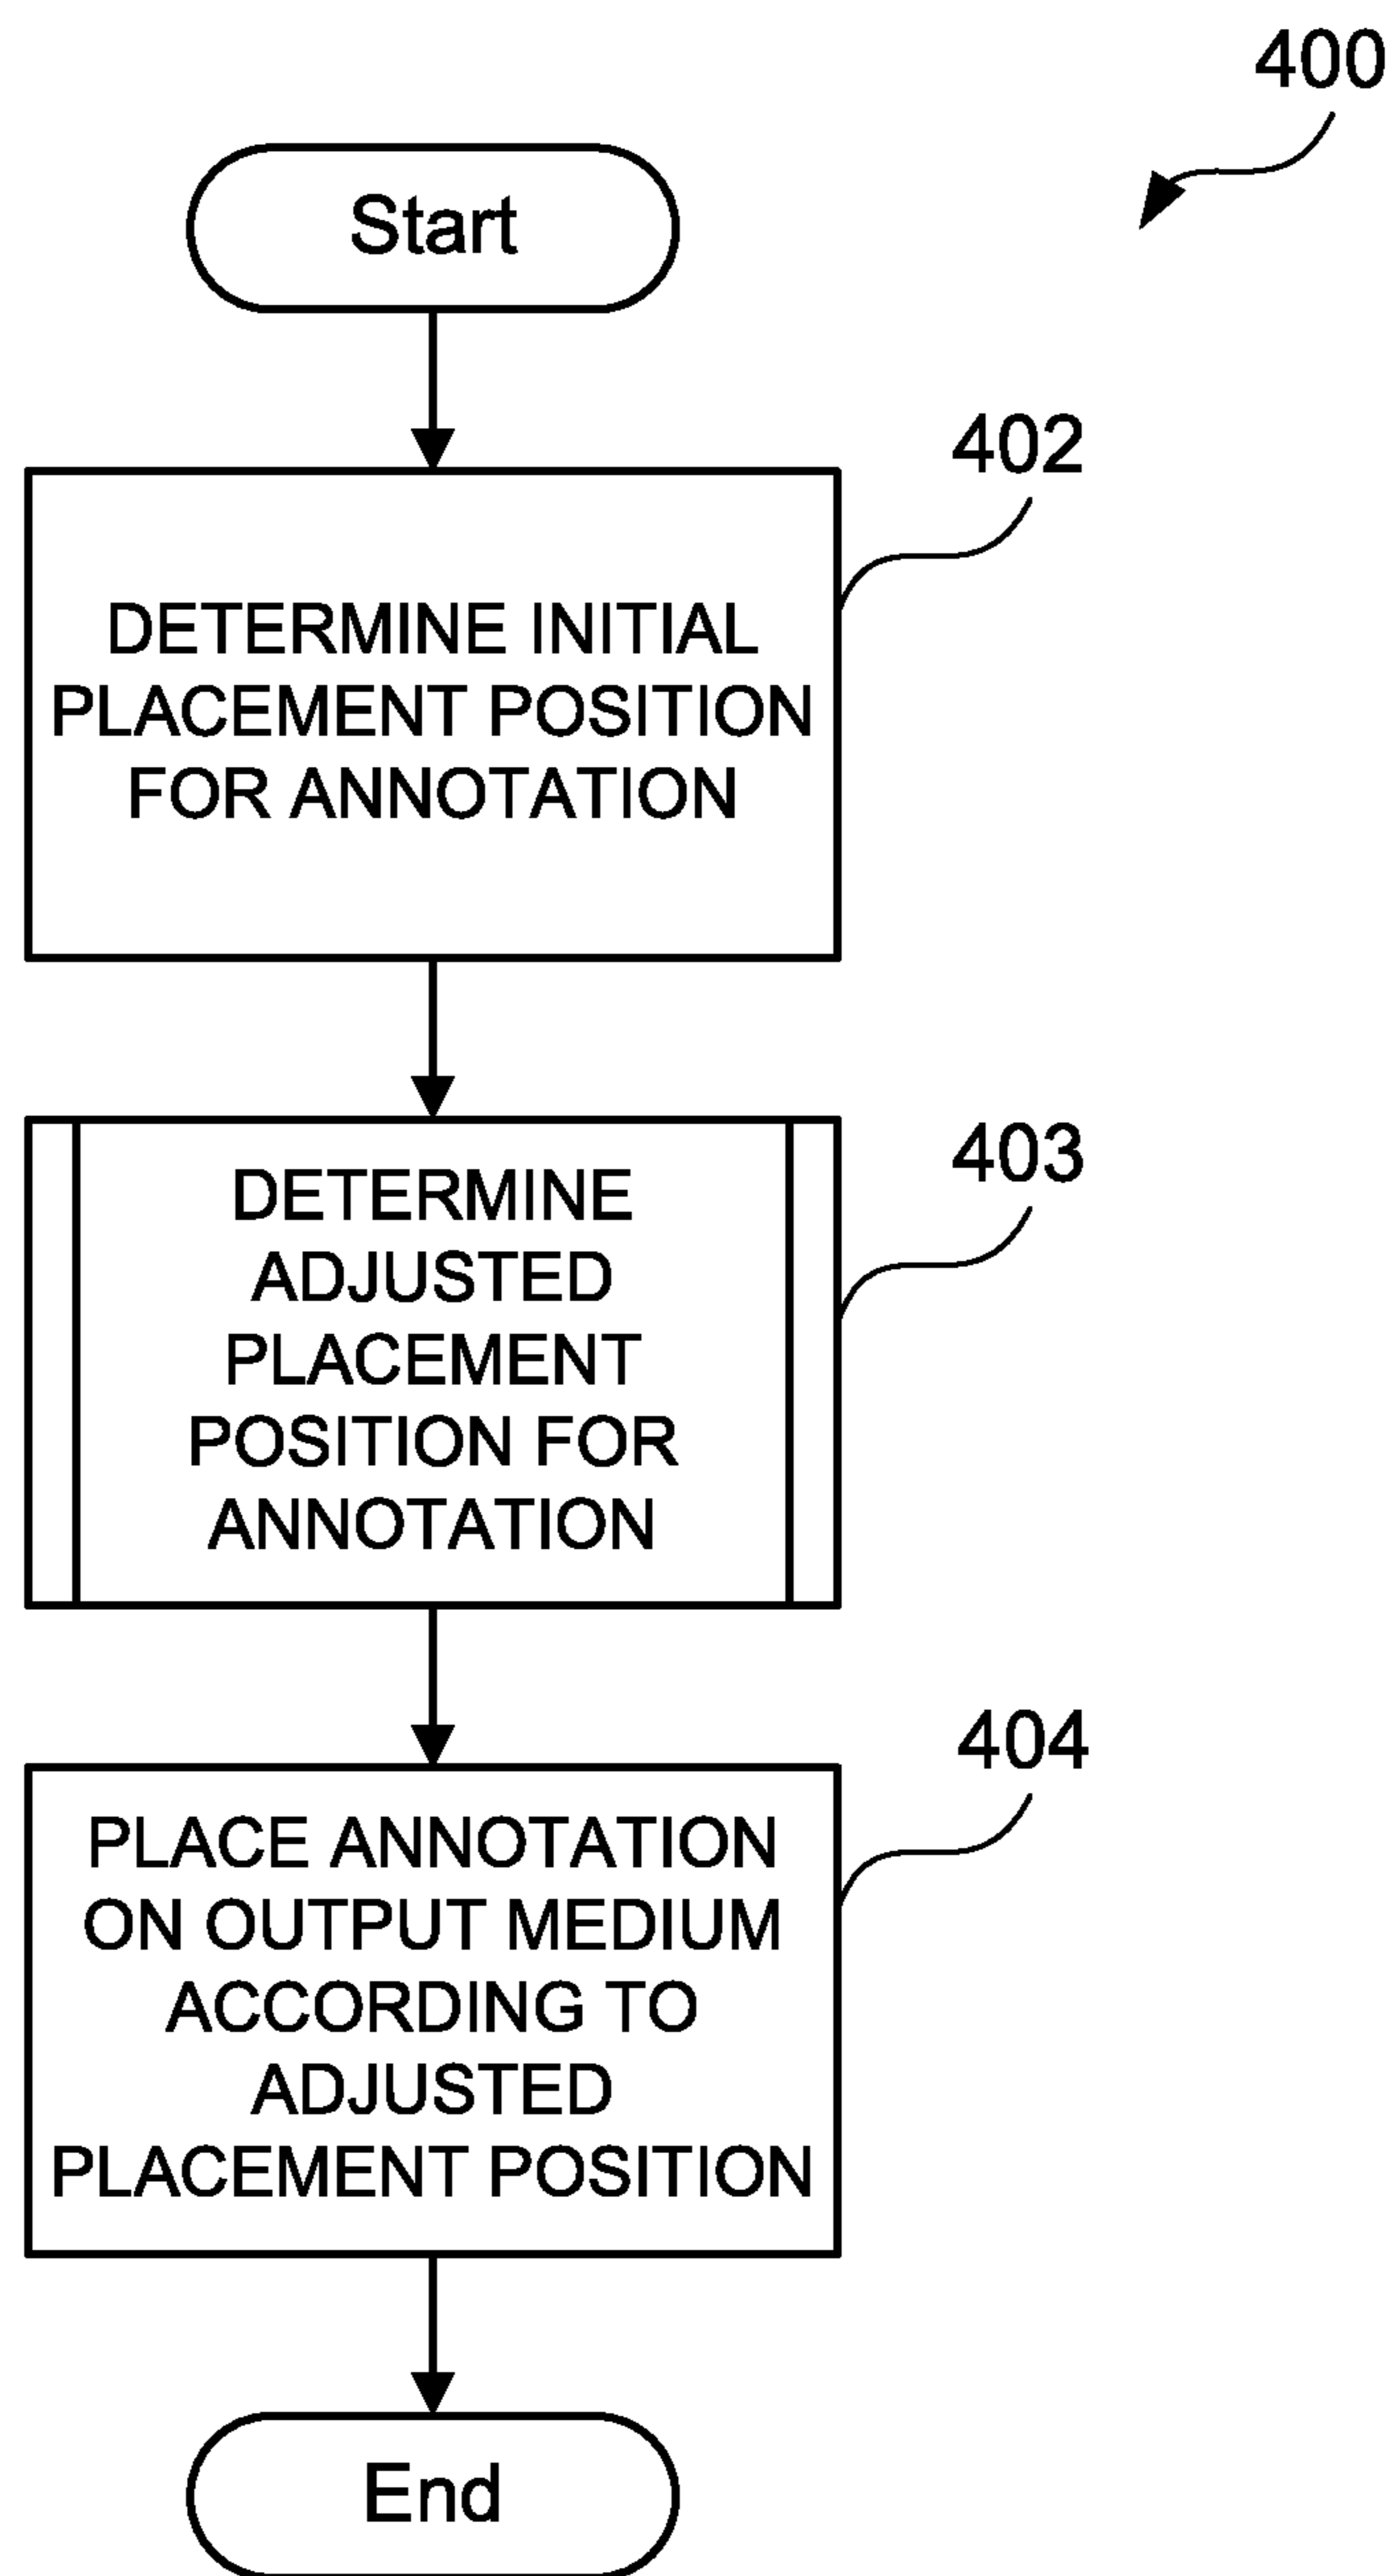 400
Start
402
DETERMINE INITIAL
PLACEMENT POSITION
FOR ANNOTATION
403
DETERMINE
ADJUSTED
PLACEMENT
POSITION FOR
ANNOTATION
404
PLACE ANNOTATION
ON OUTPUT MEDIUM
ACCORDING TO
ADJUSTED
PLACEMENT POSITION
End